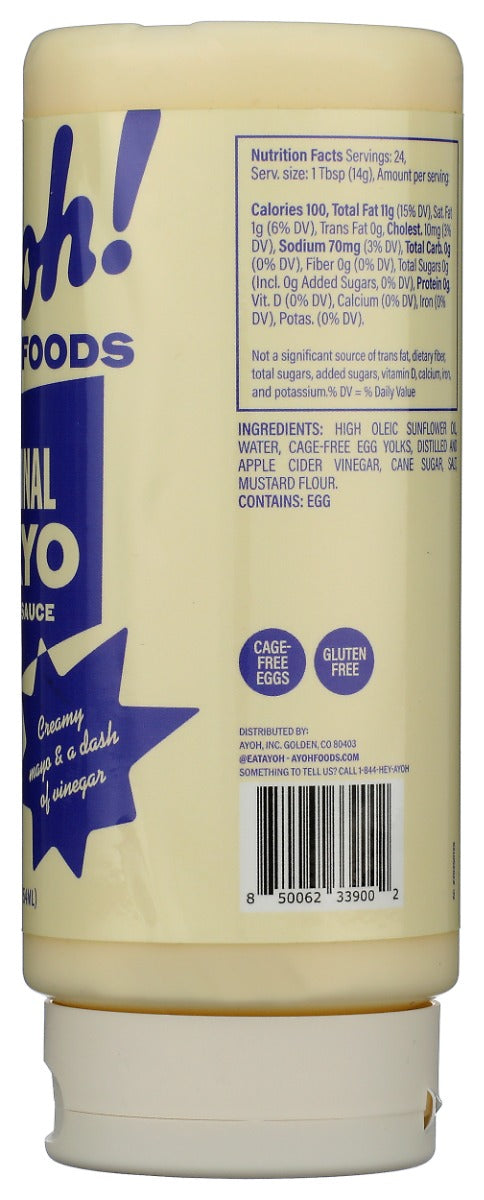 oh!
FOODS
NAL
YO
SAUCE
Creamy
mayo & a dash
of vinegar
Nutrition Facts Servings: 24,
Serv. size: 1 Tbsp (14g), Amount per serving
Calories 100, Total Fat 11g (15% DV), Sat. Fat
1g (6% DV), Trans Fat 0g, Cholest. 10mg (3%
DV), Sodium 70mg (3% DV), Total Carb. 0g
(0% DV), Fiber 0g (0% DV), Total Sugars 0g
(Incl. 0g Added Sugars, 0% DV), Protein 0g,
Vit. D (0% DV), Calcium (0% DV), Iron (0%
DV), Potas. (0% DV).
Not a significant source of trans fat, dietary fiber,
total sugars, added sugars, vitamin D, calcium, iron,
and potassium.% DV = % Daily Value
INGREDIENTS: HIGH OLEIC SUNFLOWER OIL,
WATER, CAGE-FREE EGG YOLKS, DISTILLED AND
APPLE CIDER VINEGAR, CANE SUGAR, SALT,
MUSTARD FLOUR.
CONTAINS: EGG
CAGE-
FREE
EGGS
GLUTEN
FREE
DISTRIBUTED BY:
AYOH, INC. GOLDEN, CO 80403
@EATAYOH • AYOHFOODS.COM
SOMETHING TO TELL US? CALL 1-844-HEY-AYOH
8 50062 33900 2